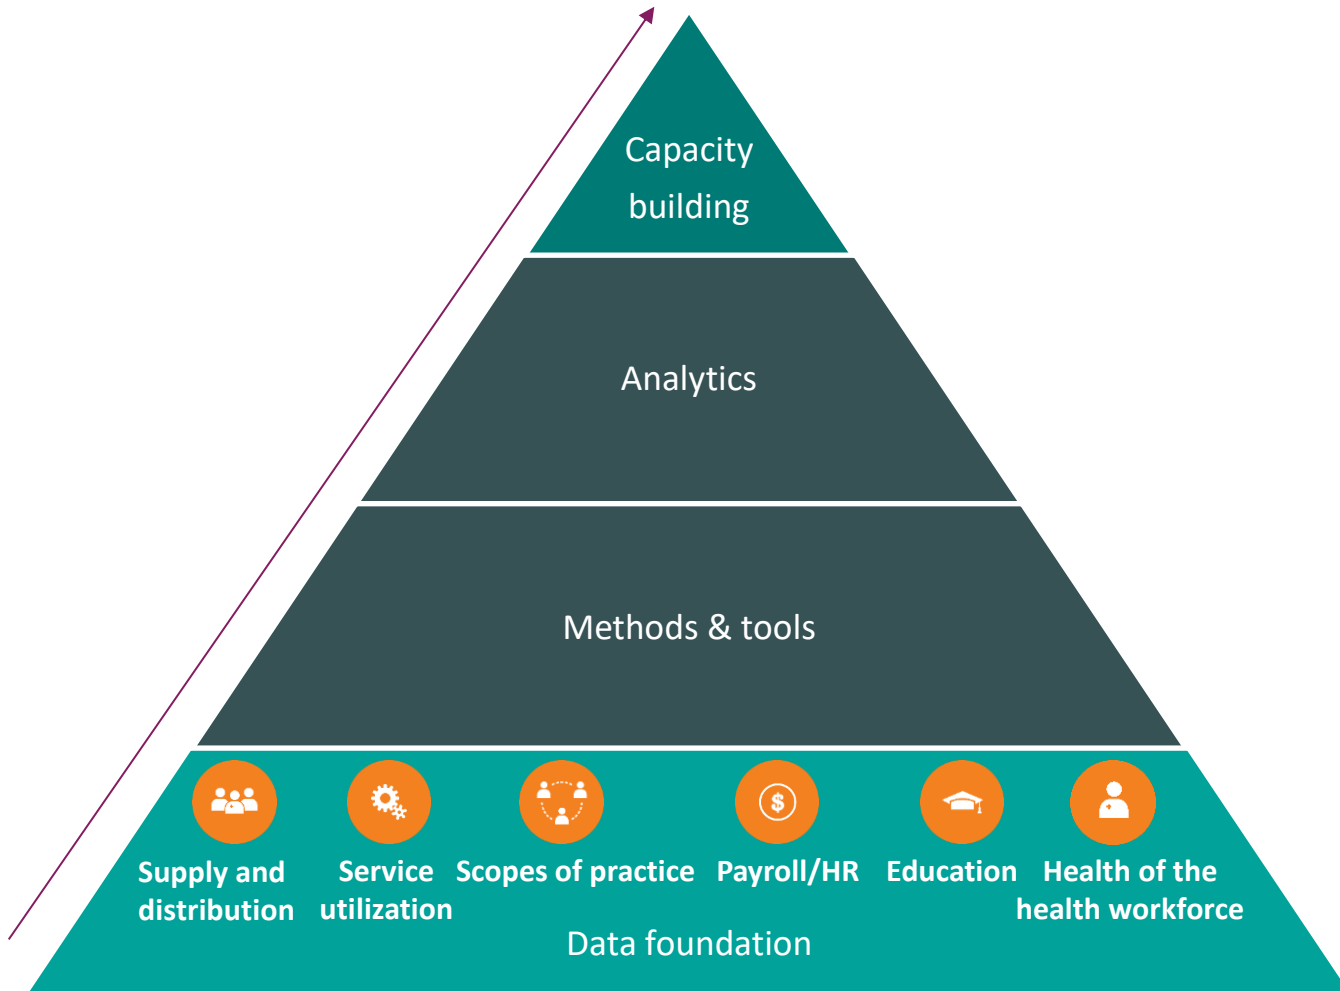 Capacity
building
Analytics
Methods & tools
$
Supply and
distribution
Service
utilization
Scopes of practice
Payroll/HR
Education
Health of the
health workforce
Data foundation